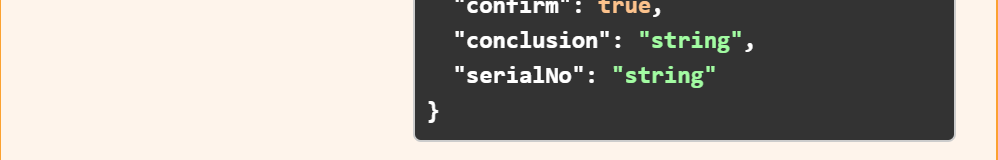 "confirm": true,
"conclusion": "string",
"serialNo": "string"
}